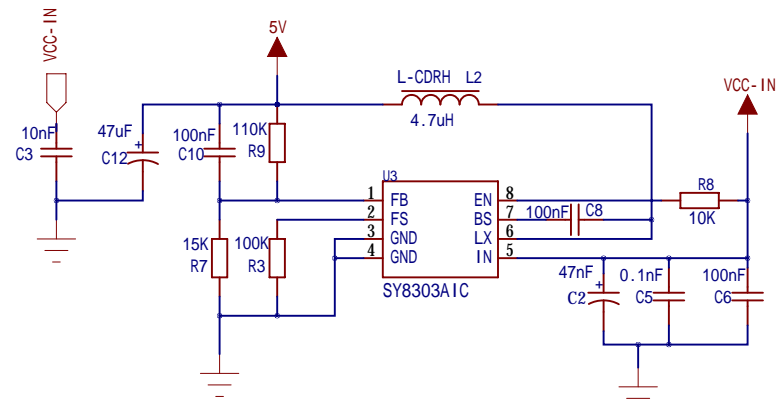 VCC-IN
5V
L-CDRH L2
4.7uH
VCC-IN
10nF
C3
47uF
C12
100nF
C10
110K
R9
U3
1 FB EN 8
2 FS BS 7
3 GND LX 6
4 GND IN 5
SY8303AIC
100nF
C8
R8
10K
15K
R7
100K
R3
47nF
C2
0.1nF
C5
100nF
C6